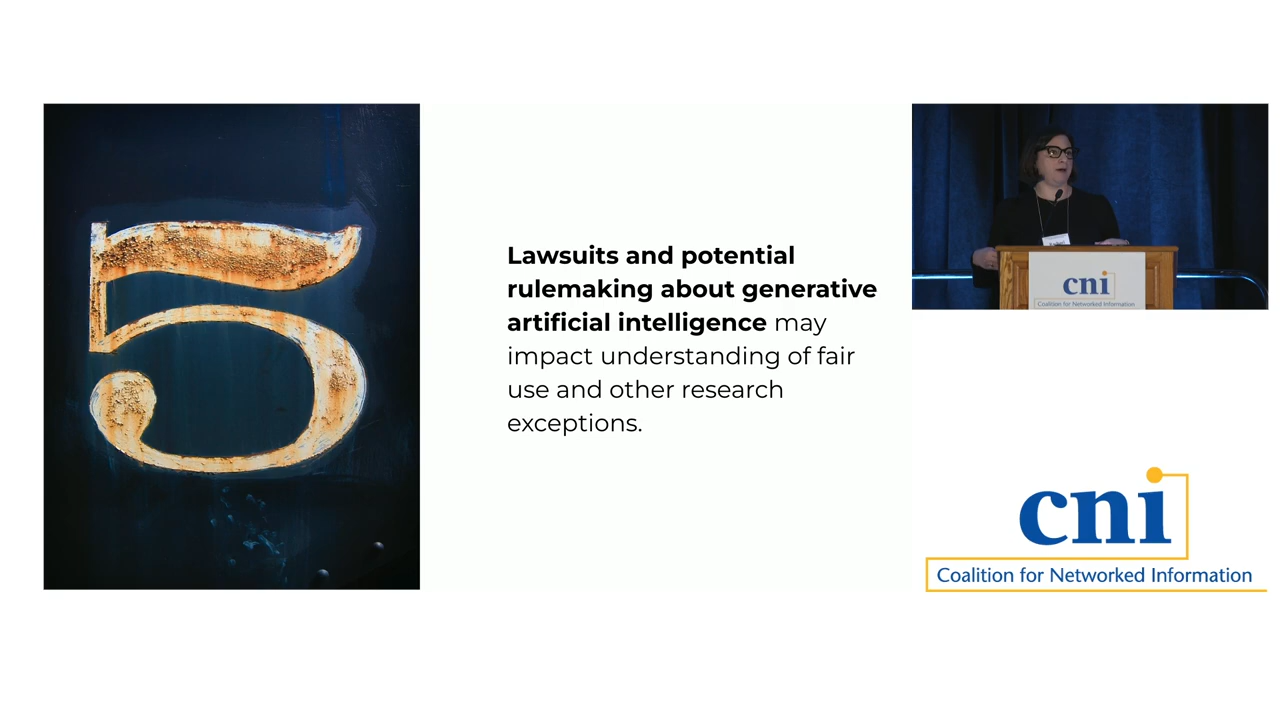 5
Lawsuits and potential
rulemaking about generative
artificial intelligence may
impact understanding of fair
use and other research
exceptions.
cni
Coalition for Networked Information
cni
Coalition for Networked Information